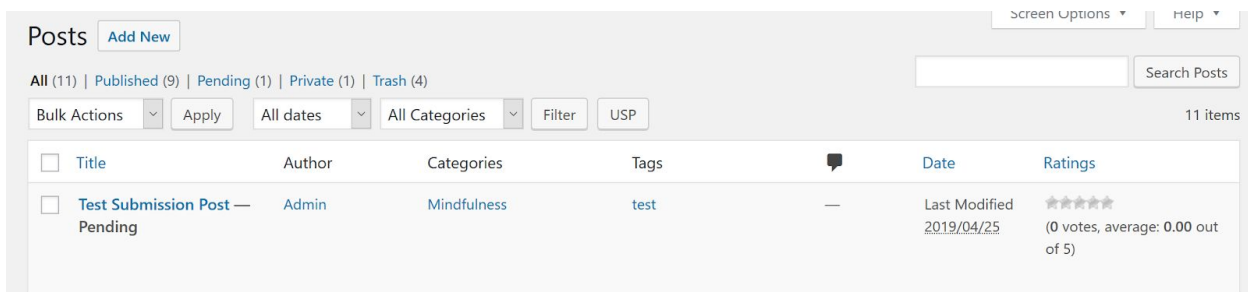 Screen Options Help
Posts Add New
All (11) | Published (9) | Pending (1) | Private (1) | Trash (4)
Search Posts
Bulk Actions Apply All dates All Categories Filter USP 11 items
Title Author Categories Tags Date Ratings
Test Submission Post — Admin Mindfulness test — Last Modified
Pending 2019/04/25 (0 votes, average: 0.00 out
of 5)